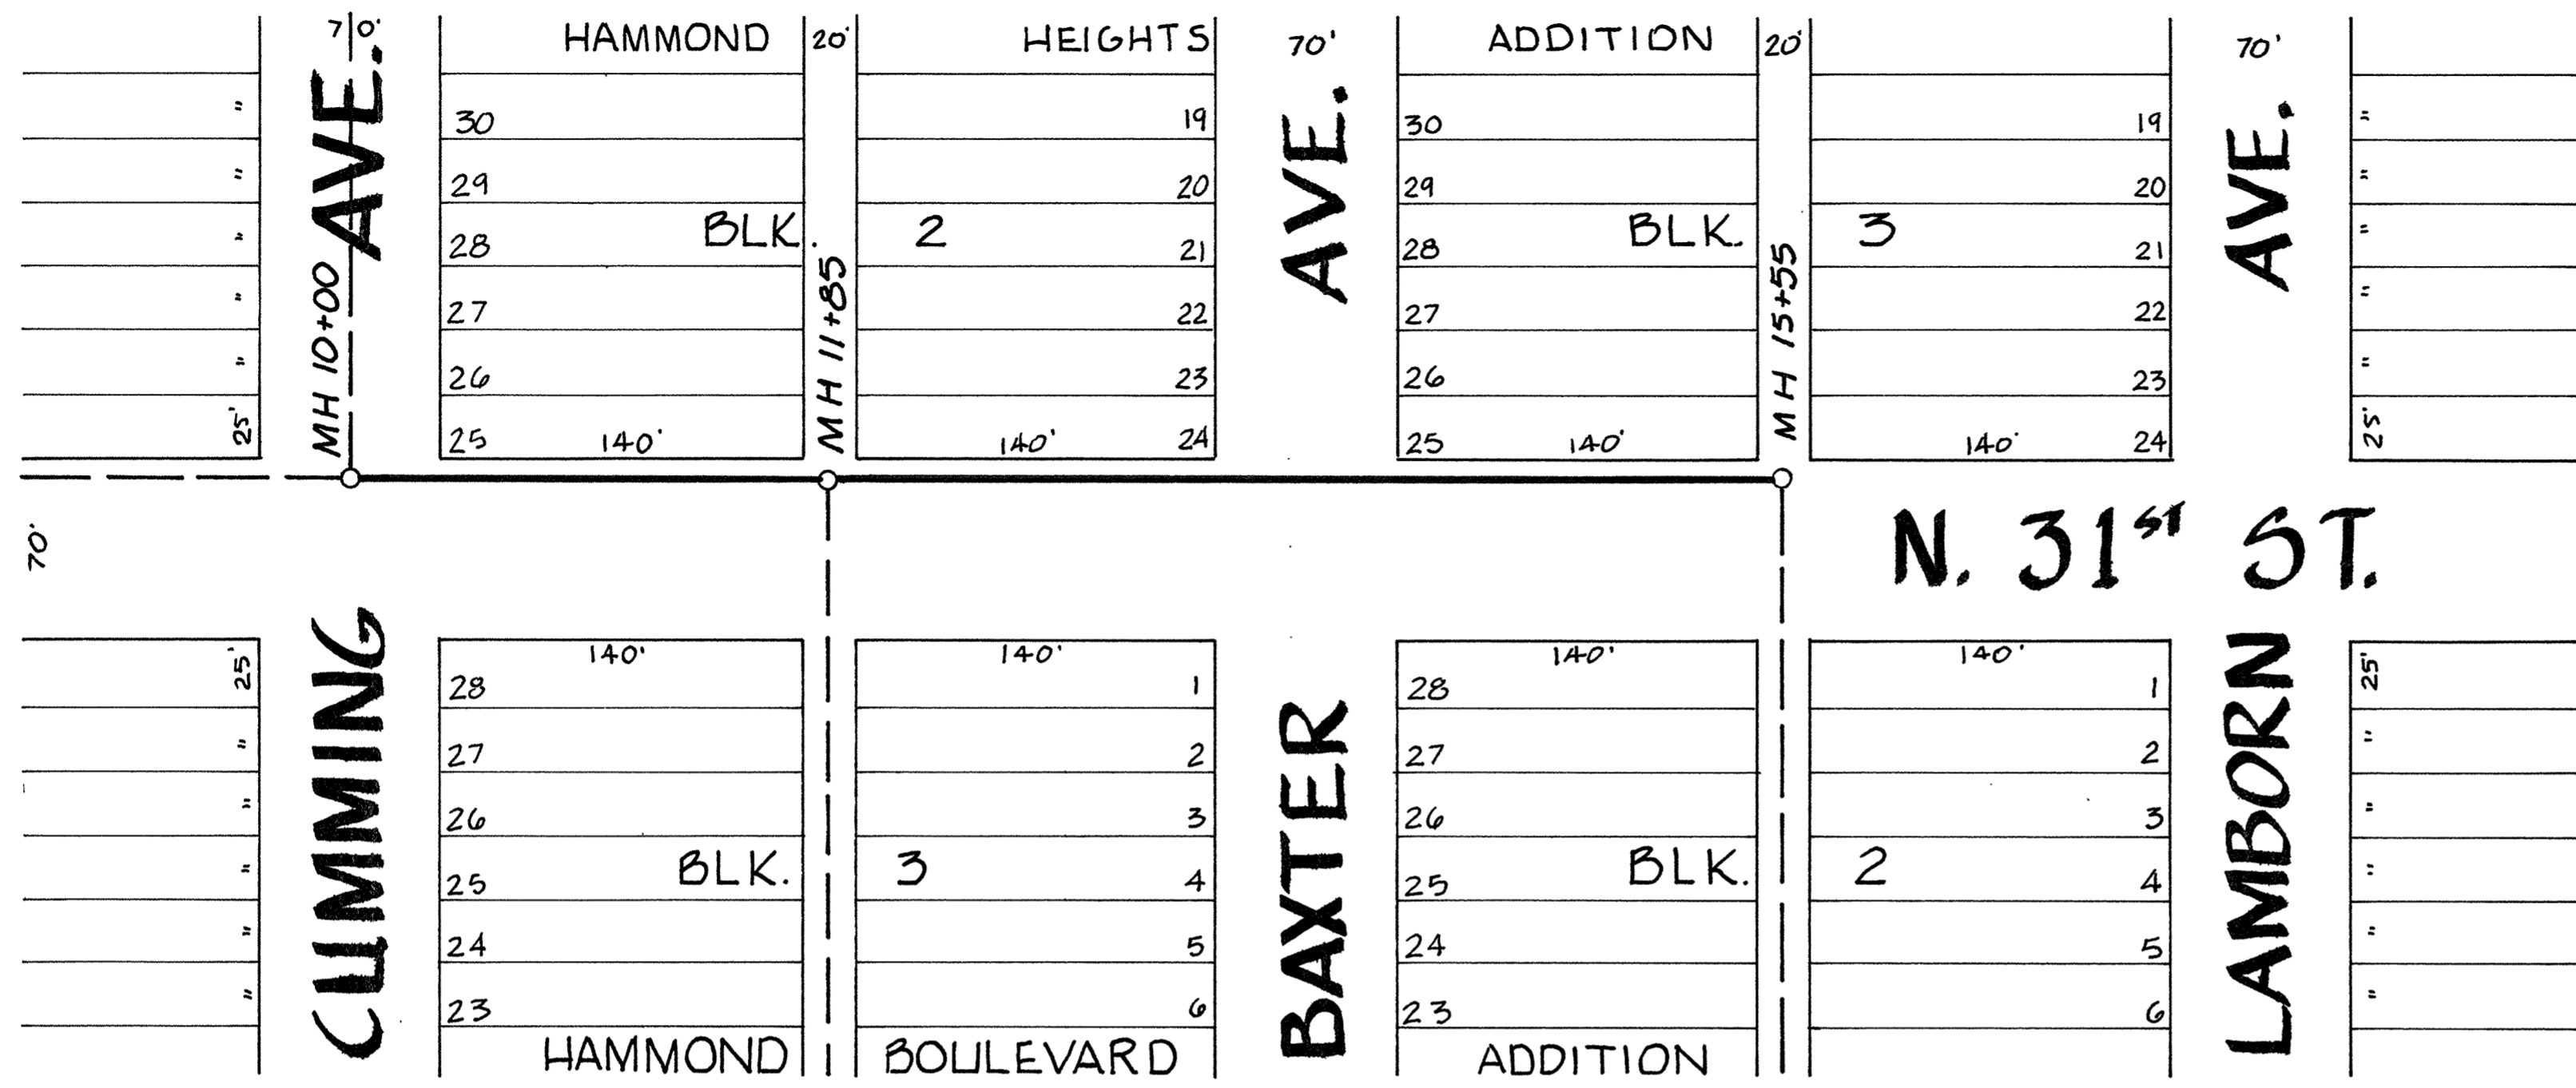 70' HAMMOND 20' HEIGHTS 70' ADDITION 20' 70'
" 30 19 30 19 "
" 29 20 29 20 "
" 28 BLK. 2 21 28 BLK. 3 21 "
" 27 22 27 22 "
" 26 23 26 23 "
25' 25 140' 140' 24 25 140' 140' 24 25'
MH 10+00
MH 11+85
MH 15+55
AVE.
AVE.
AVE.
70'
N. 31ST ST.
25' 140' 140' 140' 140' 25'
28 1 28 1
" 27 2 27 2 "
" 26 3 26 3 "
" 25 BLK. 3 4 25 BLK. 2 4 "
" 24 5 24 5 "
" 23 6 23 6 "
CUMMING
BAXTER
LAMBORN
HAMMOND BOULEVARD ADDITION